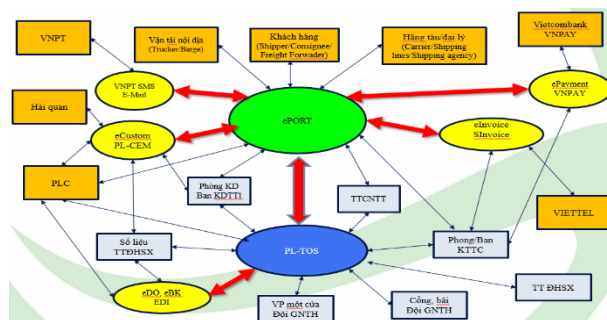 VNPT
Vận tải nội địa
(Trucker/Barge)
Khách hàng
(Shipper/Consignee/
Freight Forwader)
Hãng tàu/đại lý
(Carrier/Shipping
lines/Shipping agency)
Vietcombank
VNPAY
VNPT SMS
E-Mail
ePayment
VNPAY
Hải quan
ePORT
eCustom
PL-CEM
eInvoice
SInvoice
PLC
Phòng KD
Ban KDTTI
TTCNTT
VIETTEL
Số liệu
TTĐHSX
PL-TOS
Phong/Ban
KTTC
eDO, eBK
EDI
VP một cửa
Đội GNTH
Cổng, bãi
Đội GNTH
TT ĐHSX